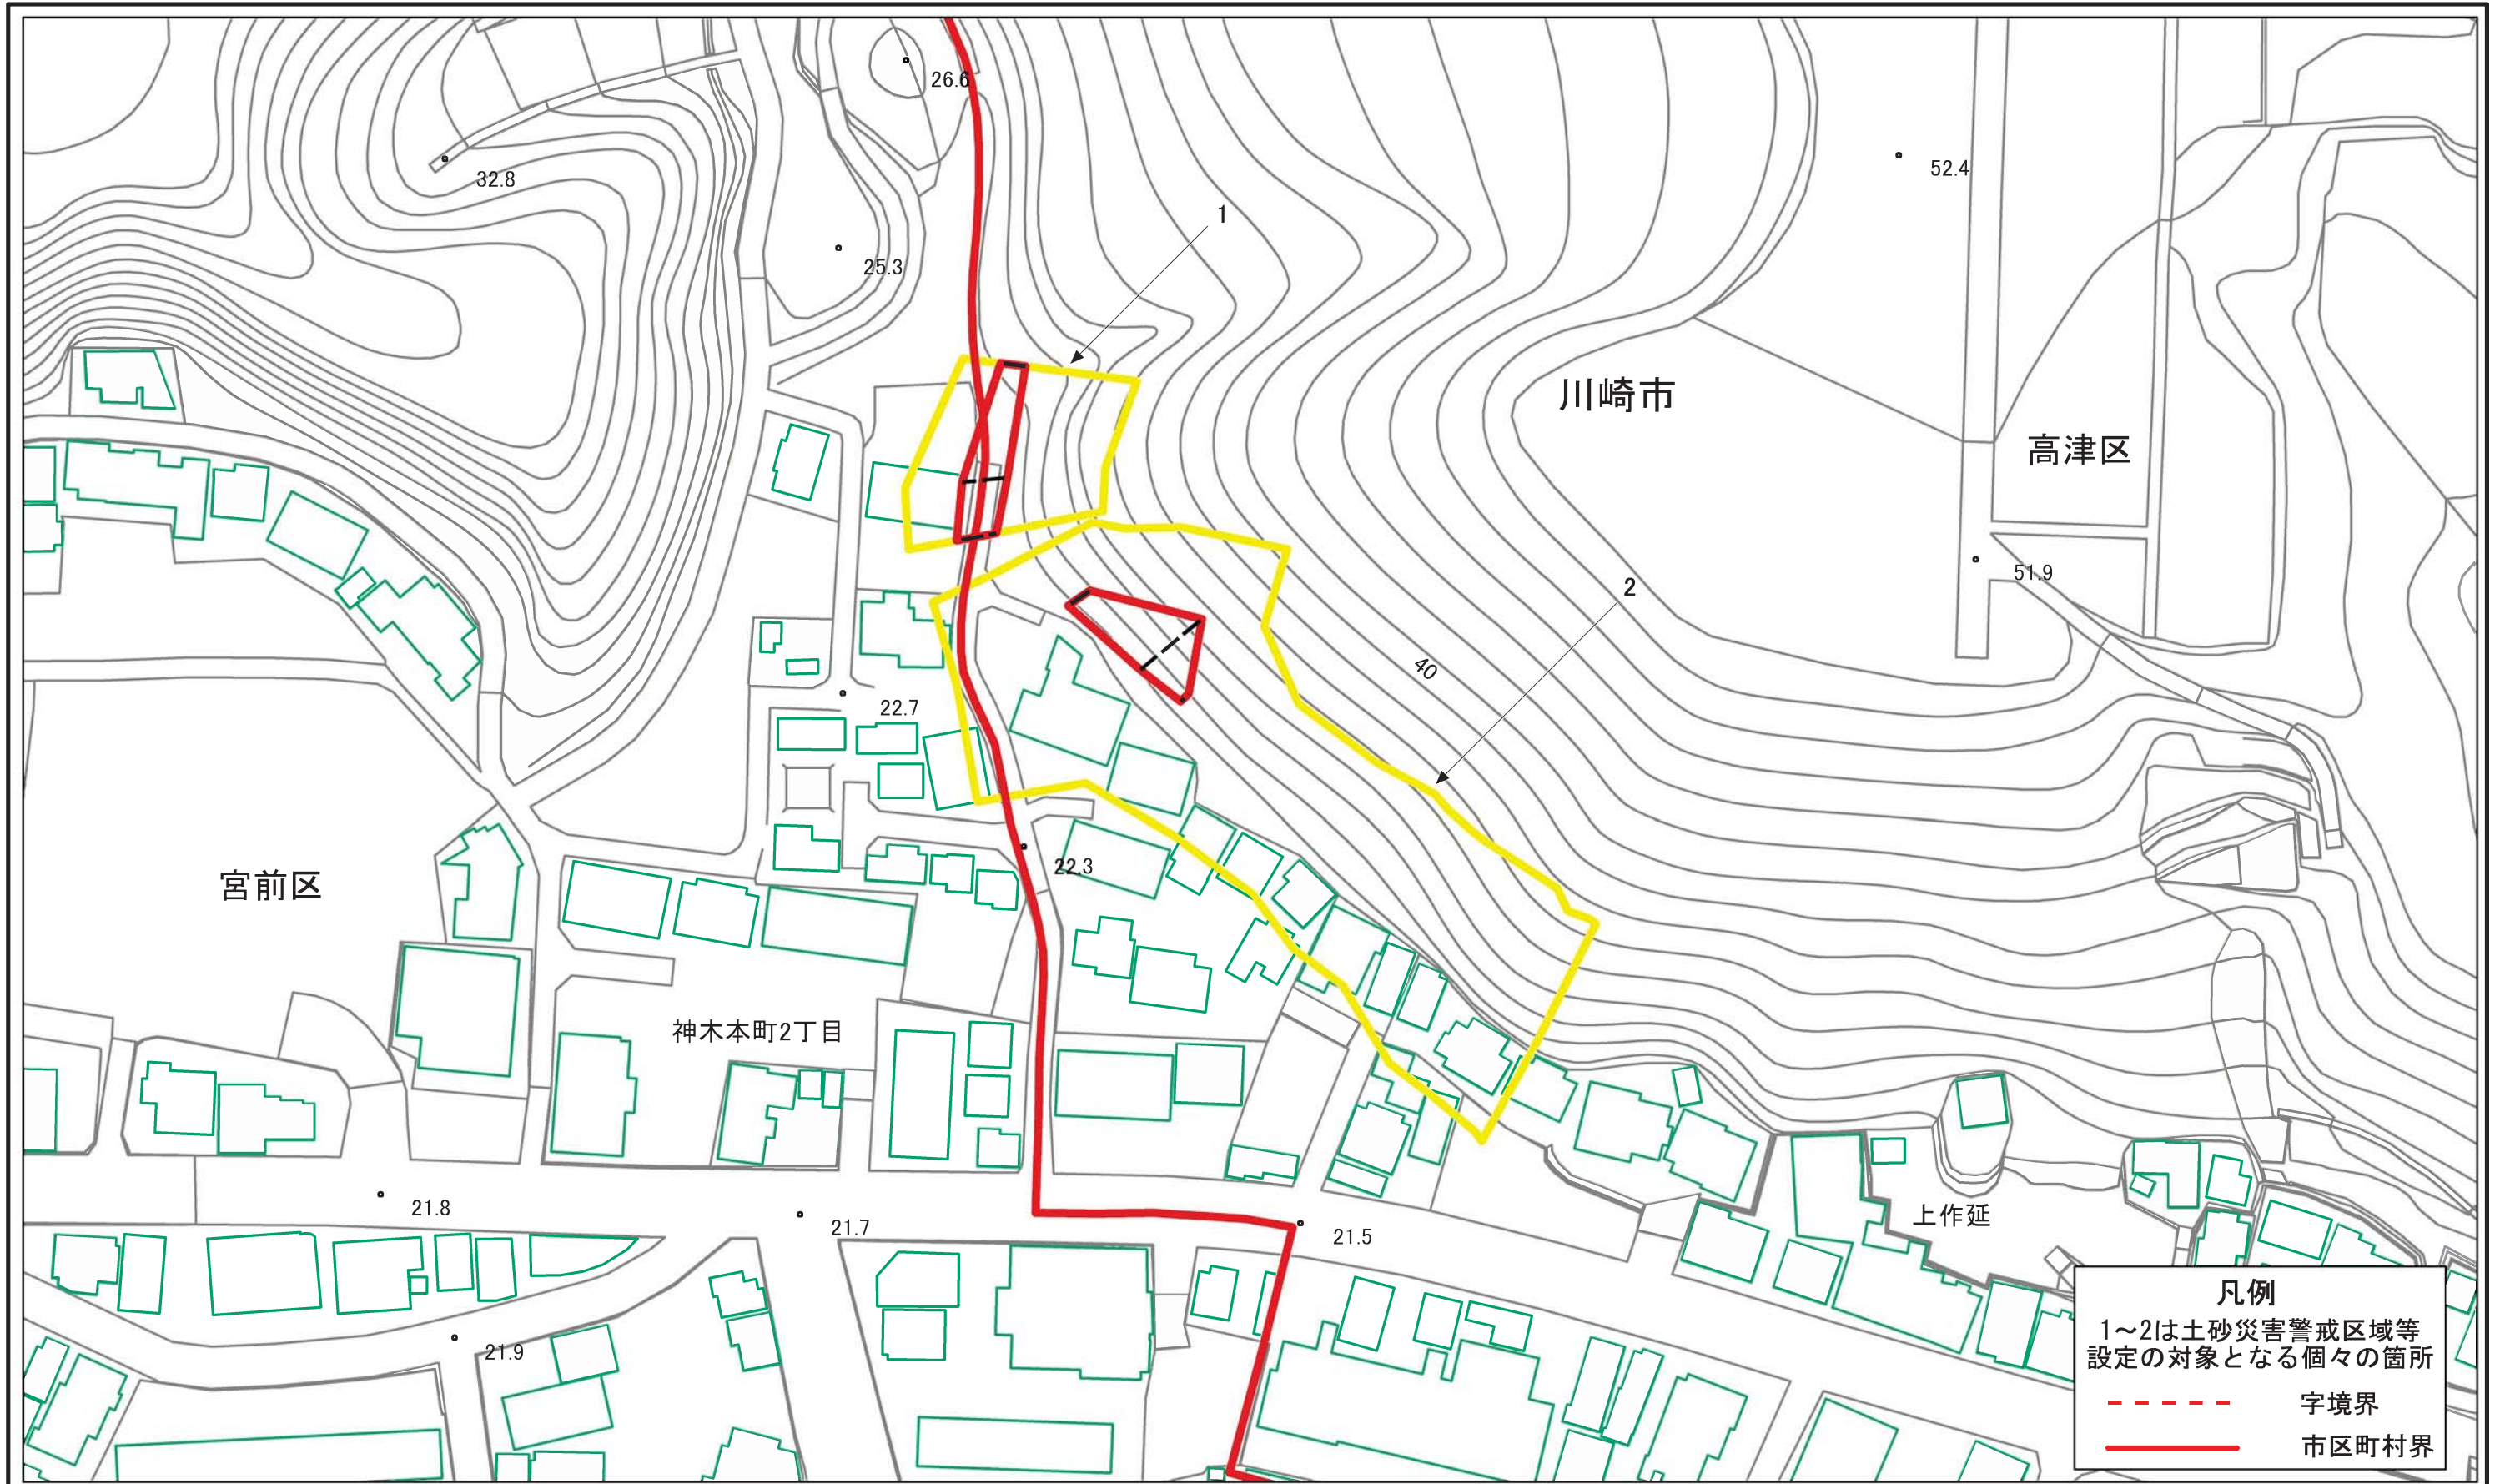 26.6
52.4
32.8
1
25.3
川崎市
高津区
51.9
2
40
22.7
22.3
宮前区
神木本町2丁目
21.8
上作延
21.7
21.5
21.9
凡例
1～2は土砂災害警戒区域等
設定の対象となる個々の箇所
字境界
市区町村界